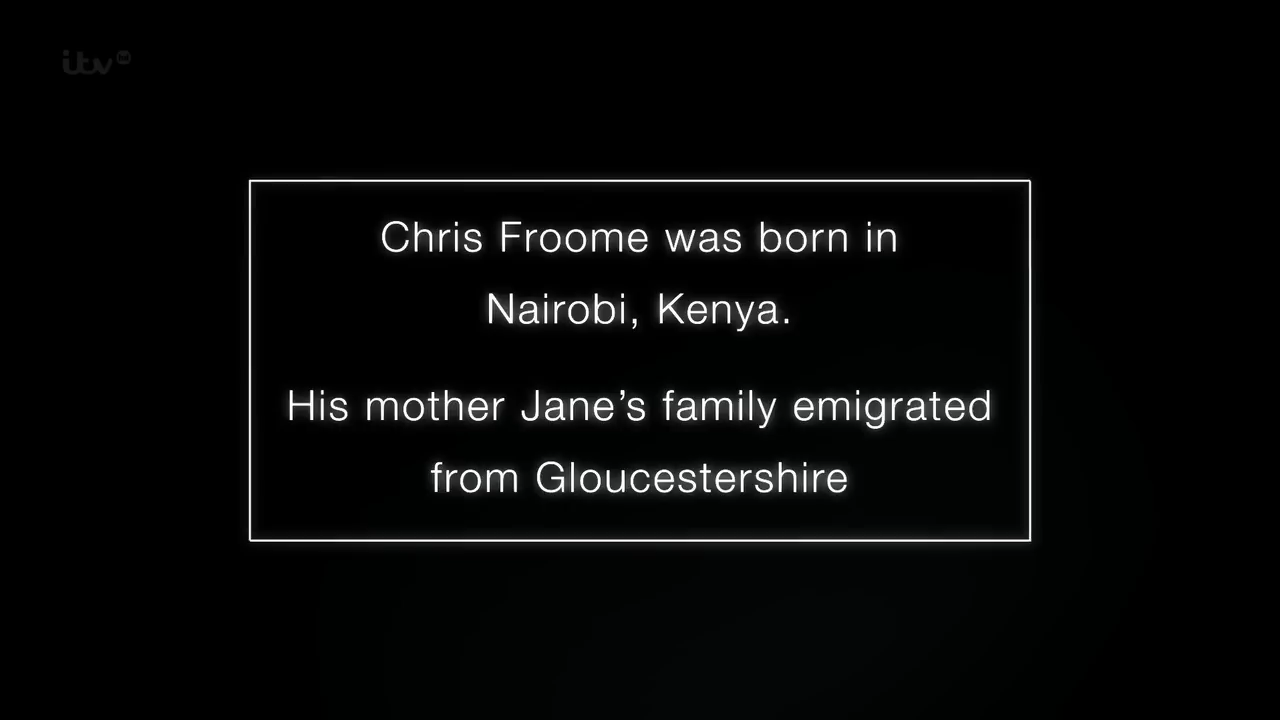 itv
Chris Froome was born in
Nairobi, Kenya.
His mother Jane’s family emigrated
from Gloucestershire